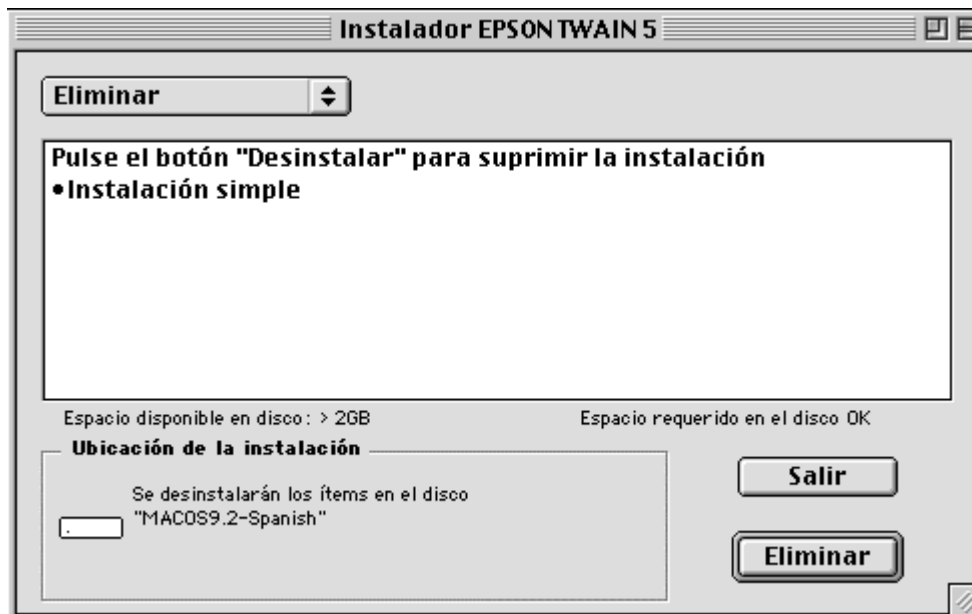 Instalador EPSON TWAIN 5
Eliminar
Pulse el botón "Desinstalar" para suprimir la instalación
•Instalación simple
Espacio disponible en disco: > 2GB
Espacio requerido en el disco OK
Ubicación de la instalación
Se desinstalarán los ítems en el disco
"MACOS9.2-Spanish"
Salir
Eliminar